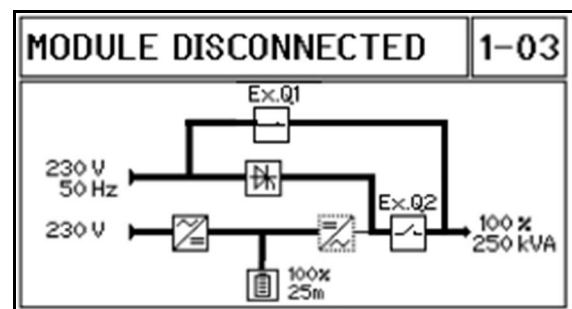 MODULE DISCONNECTED
1-03
Ex.Q1
230 V
50 Hz
Ex.Q2
230 V
100 %
250 kVA
100%
25m